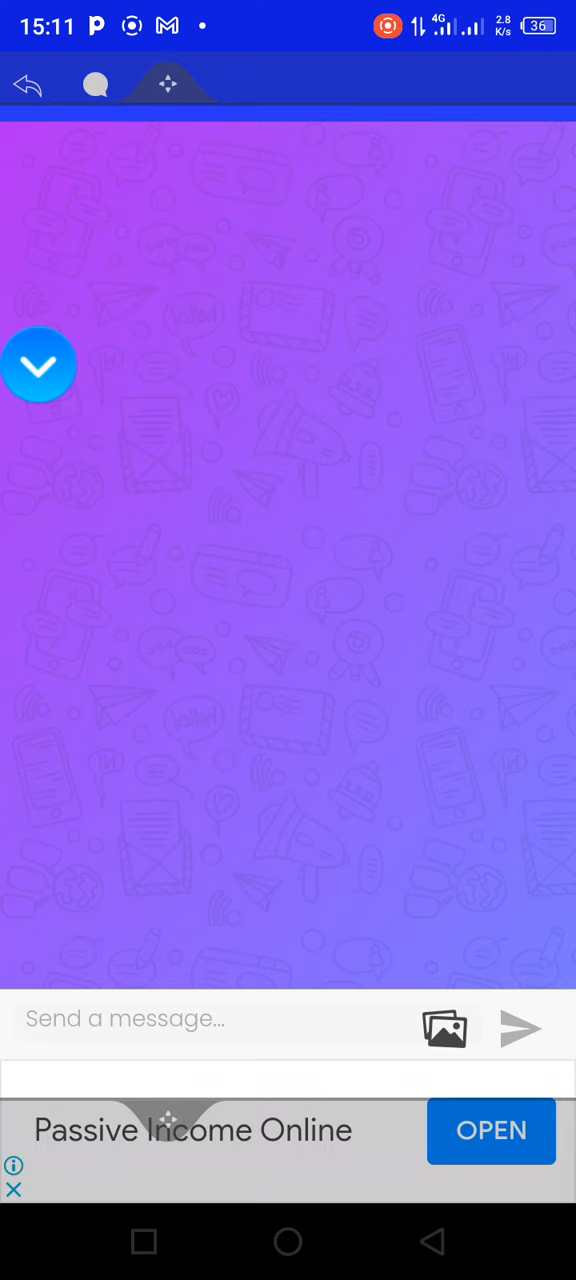 15:11
4G
2.8
K/s
36
Send a message...
Passive Income Online
OPEN